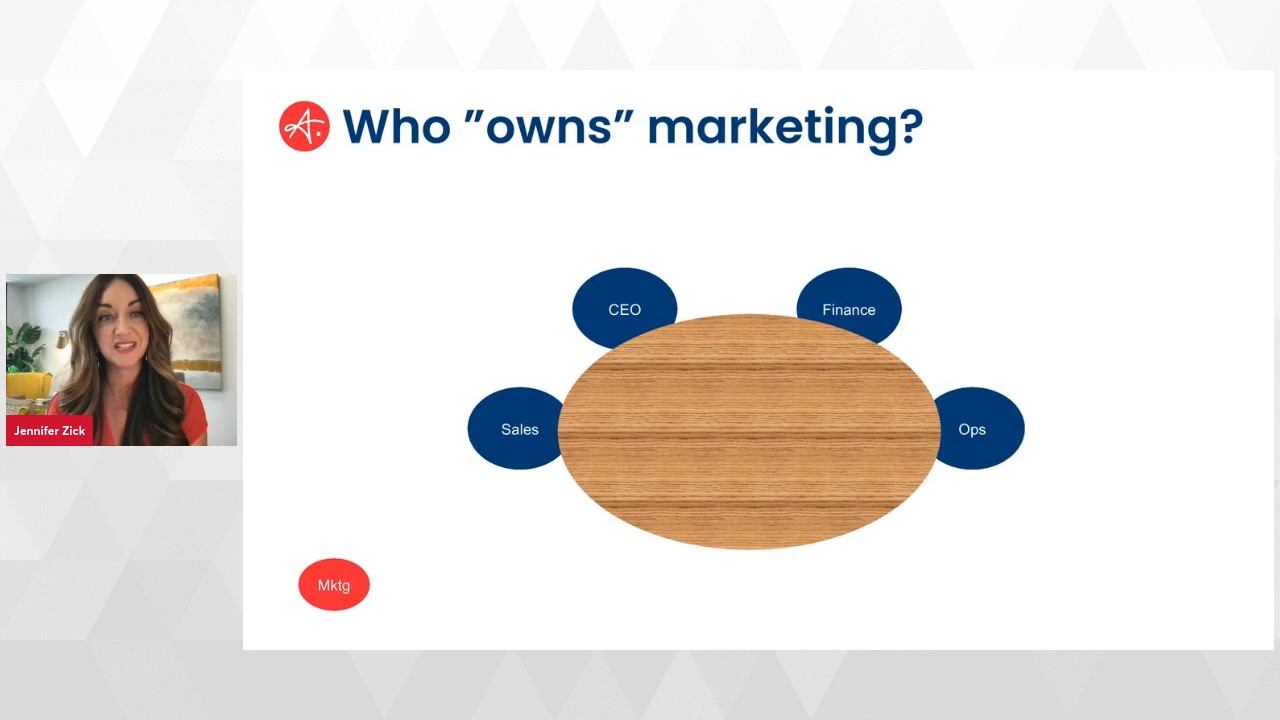 Who ”owns” marketing?
CEO
Finance
Sales
Ops
Jennifer Zick
Mktg